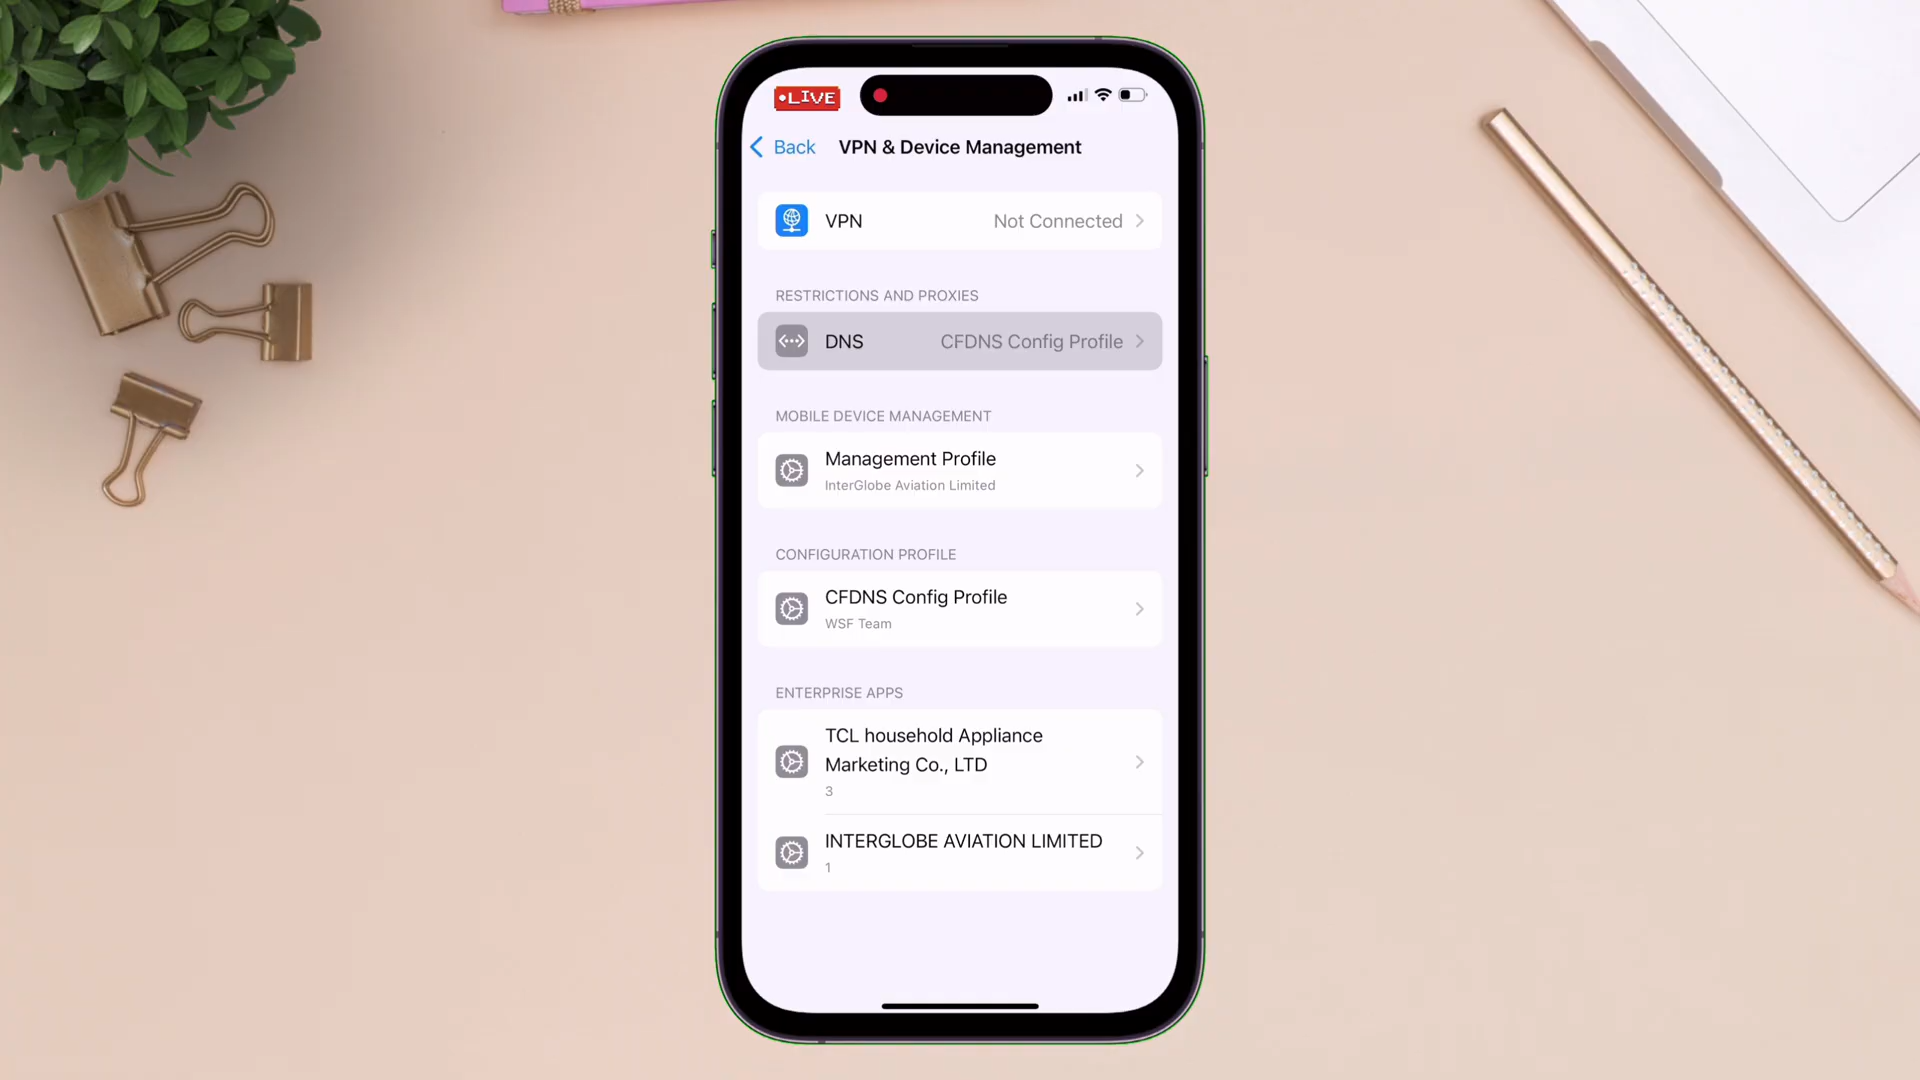 •LIVE
Back
VPN & Device Management
VPN
Not Connected
RESTRICTIONS AND PROXIES
DNS
CFDNS Config Profile
MOBILE DEVICE MANAGEMENT
Management Profile
InterGlobe Aviation Limited
CONFIGURATION PROFILE
CFDNS Config Profile
WSF Team
ENTERPRISE APPS
TCL household Appliance
Marketing Co., LTD
3
INTERGLOBE AVIATION LIMITED
1